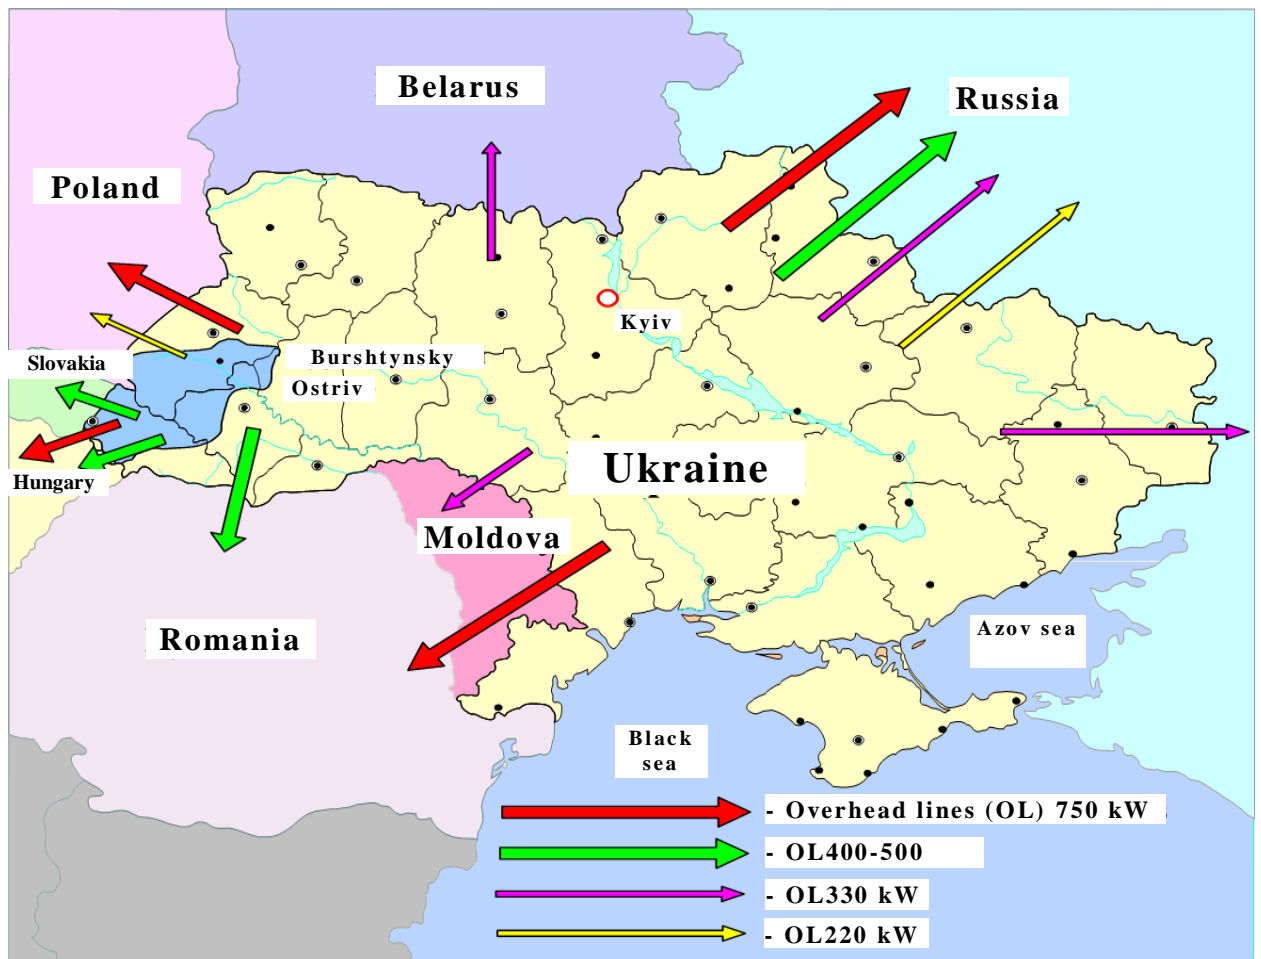 Belarus
Russia
Poland
Kyiv
Slovakia
Burshtynsky
Ostriv
Ukraine
Hungary
Moldova
Romania
Azov sea
Black
sea
- Overhead lines (OL) 750 kW
- OL400-500
- OL330 kW
- OL220 kW